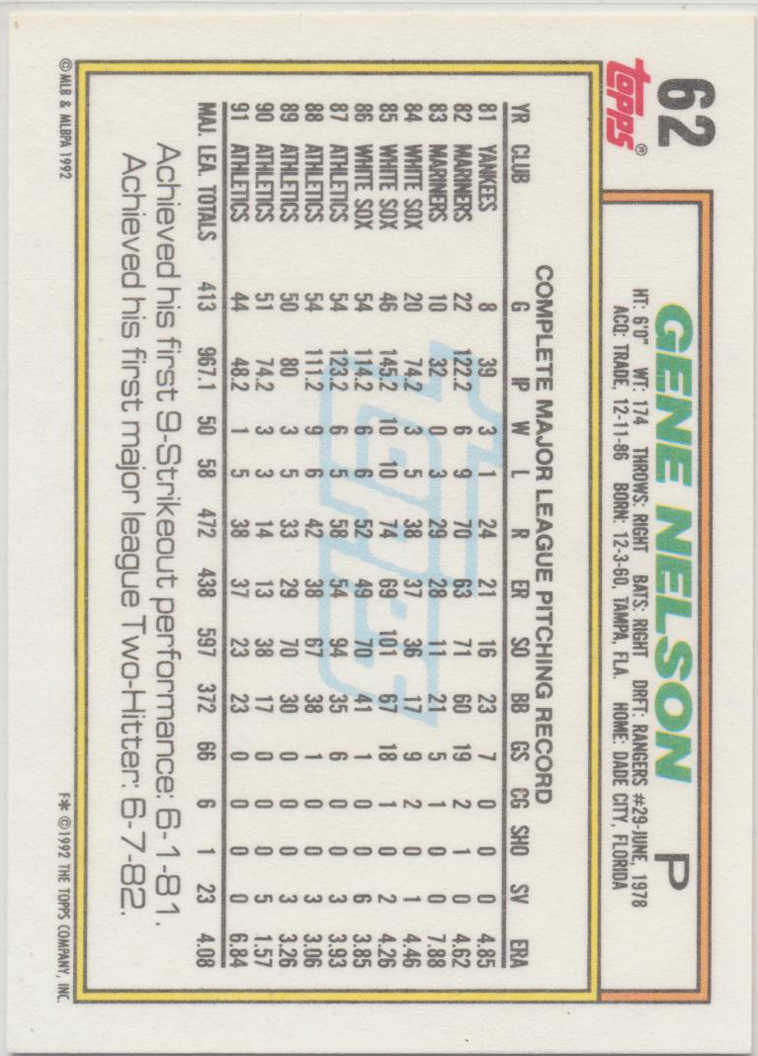 62
Topps®
GENE NELSON P
HT: 6'0" WT: 174 THROWS: RIGHT BATS: RIGHT DRFT: RANGERS #29-JUNE, 1978
ACQ: TRADE, 12-11-86 BORN: 12-3-60, TAMPA, FLA. HOME: DADE CITY, FLORIDA
COMPLETE MAJOR LEAGUE PITCHING RECORD
YR CLUB G IP W L R ER SO BB GS CG SHO SV ERA
81 YANKEES 8 39 3 1 24 21 16 23 7 0 0 0 4.85
82 MARINERS 22 122.2 6 9 70 63 71 60 19 2 1 0 4.62
83 MARINERS 10 32 0 3 29 28 11 21 5 1 0 0 7.88
84 WHITE SOX 20 74.2 3 5 38 37 36 17 9 2 0 1 4.46
85 WHITE SOX 46 145.2 10 10 74 69 101 67 18 1 0 2 4.26
86 WHITE SOX 54 114.2 6 6 52 49 70 41 1 0 0 6 3.85
87 ATHLETICS 54 123.2 6 5 58 54 94 35 6 0 0 3 3.93
88 ATHLETICS 54 111.2 9 6 42 38 67 38 1 0 0 3 3.06
89 ATHLETICS 50 80 3 5 33 29 70 30 0 0 0 3 3.26
90 ATHLETICS 51 74.2 3 3 14 13 38 17 0 0 0 5 1.57
91 ATHLETICS 44 48.2 1 5 38 37 23 23 0 0 0 0 6.84
MAJ. LEA. TOTALS 413 967.1 50 58 472 438 597 372 66 6 1 23 4.08
Achieved his first 9-Strikeout performance: 6-1-81.
Achieved his first major league Two-Hitter: 6-7-82.
© MLB & MLBPA 1992
F* © 1992 THE TOPPS COMPANY, INC.